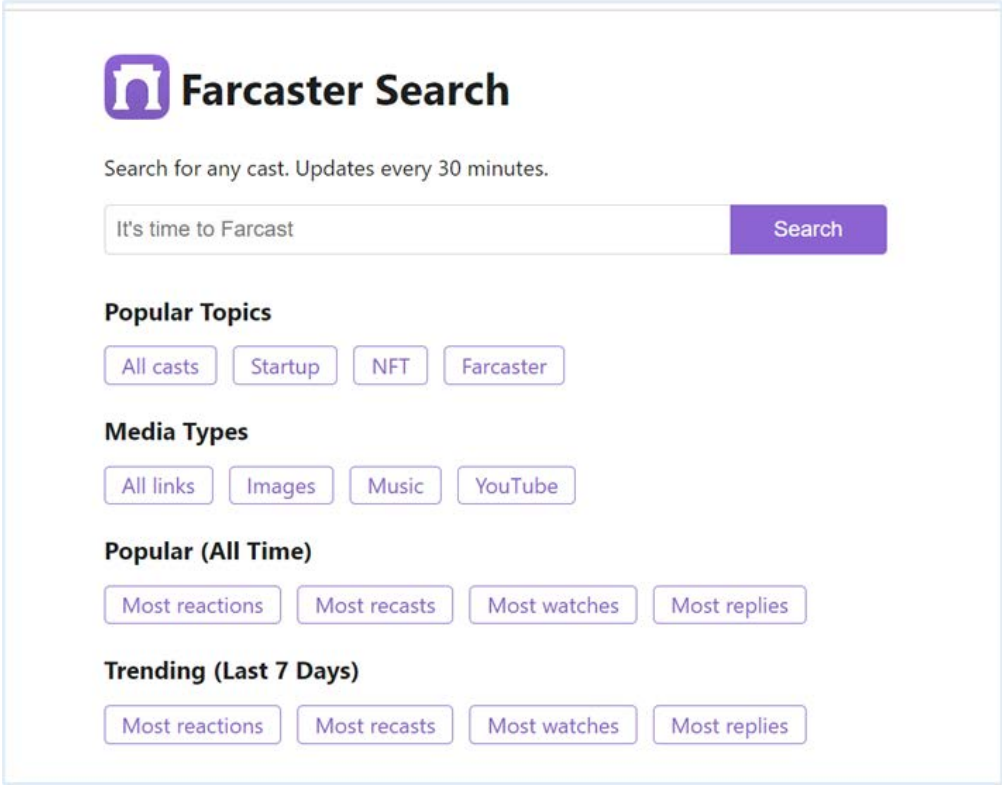 Farcaster Search
Search for any cast. Updates every 30 minutes.
It's time to Farcast Search
Popular Topics
All casts Startup NFT Farcaster
Media Types
All links Images Music YouTube
Popular (All Time)
Most reactions Most recasts Most watches Most replies
Trending (Last 7 Days)
Most reactions Most recasts Most watches Most replies